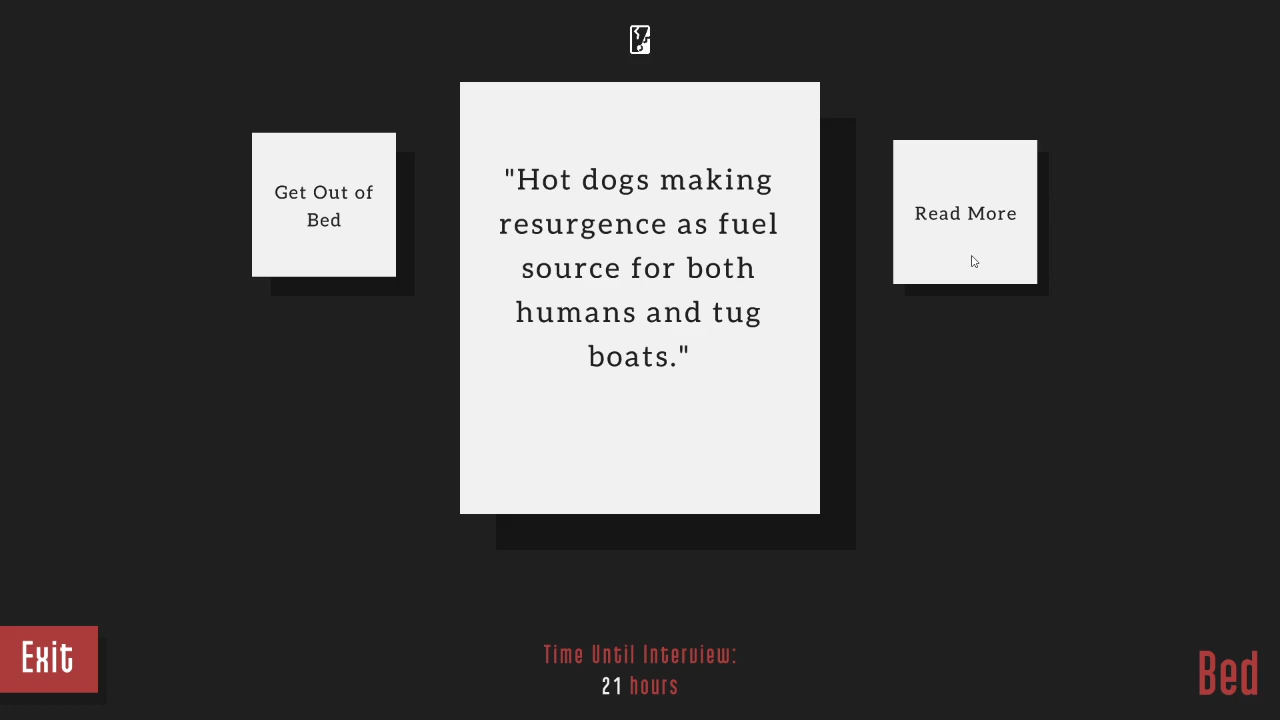 Get Out of
Bed
"Hot dogs making
resurgence as fuel
source for both
humans and tug
boats."
Read More
Exit
Time Until Interview:
21 hours
Bed